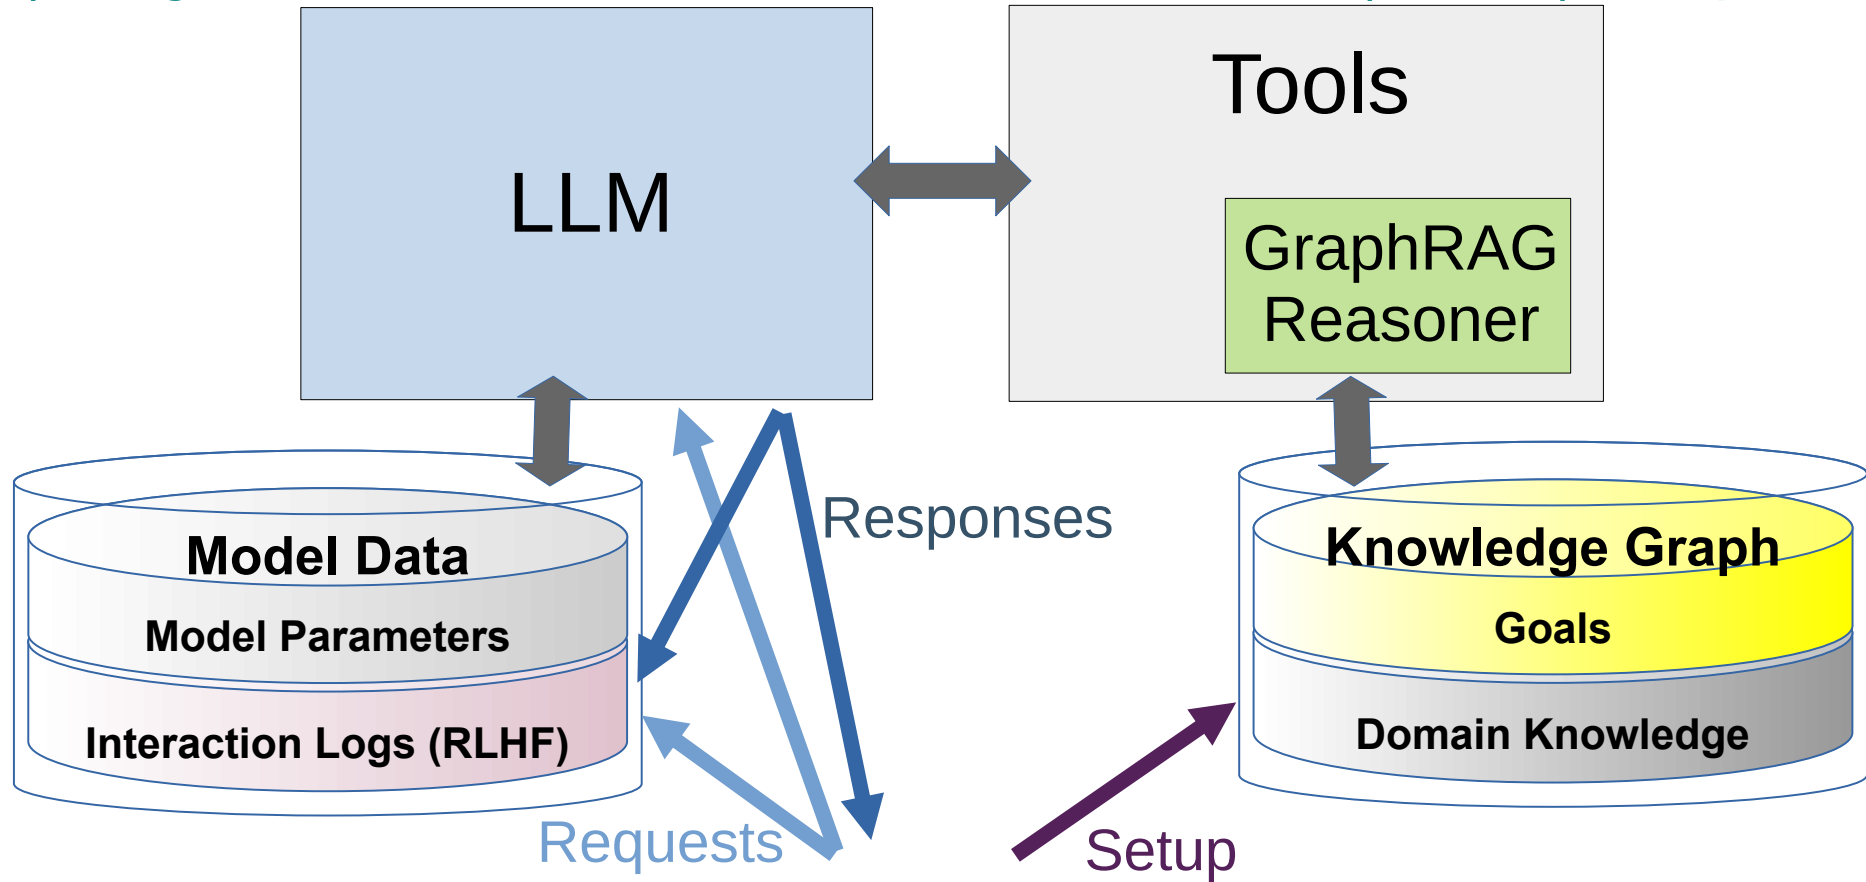 LLM
Tools
GraphRAG
Reasoner
Responses
Model Data
Model Parameters
Interaction Logs (RLHF)
Knowledge Graph
Goals
Domain Knowledge
Requests
Setup